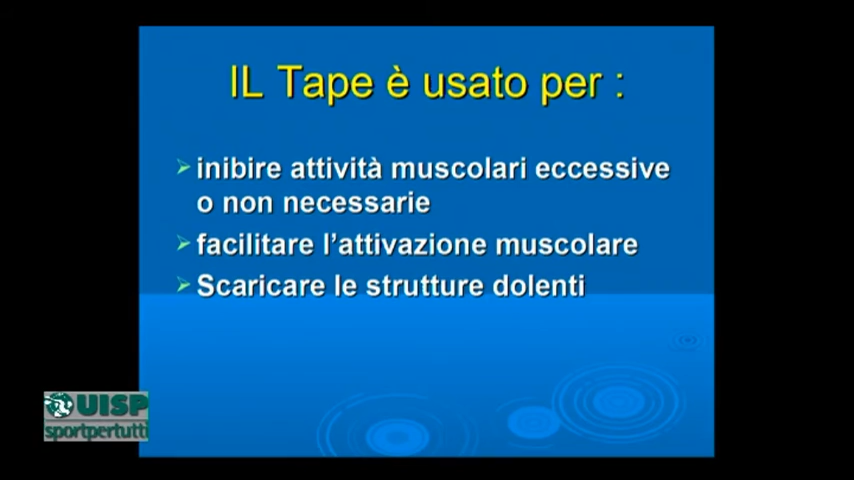 IL Tape è usato per :
inibire attività muscolari eccessive
o non necessarie
facilitare l'attivazione muscolare
Scaricare le strutture dolenti
UISP
sportpertutti